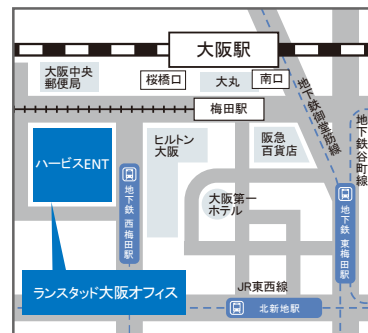 大阪駅
大阪中央
郵便局
桜橋口
大丸
南口
梅田駅
地下鉄御堂筋線
地下鉄谷町線
ハービスENT
ヒルトン
大阪
阪急
百貨店
地下鉄 西梅田駅
大阪第一
ホテル
地下鉄 東梅田駅
ランスタッド大阪オフィス
JR東西線
北新地駅